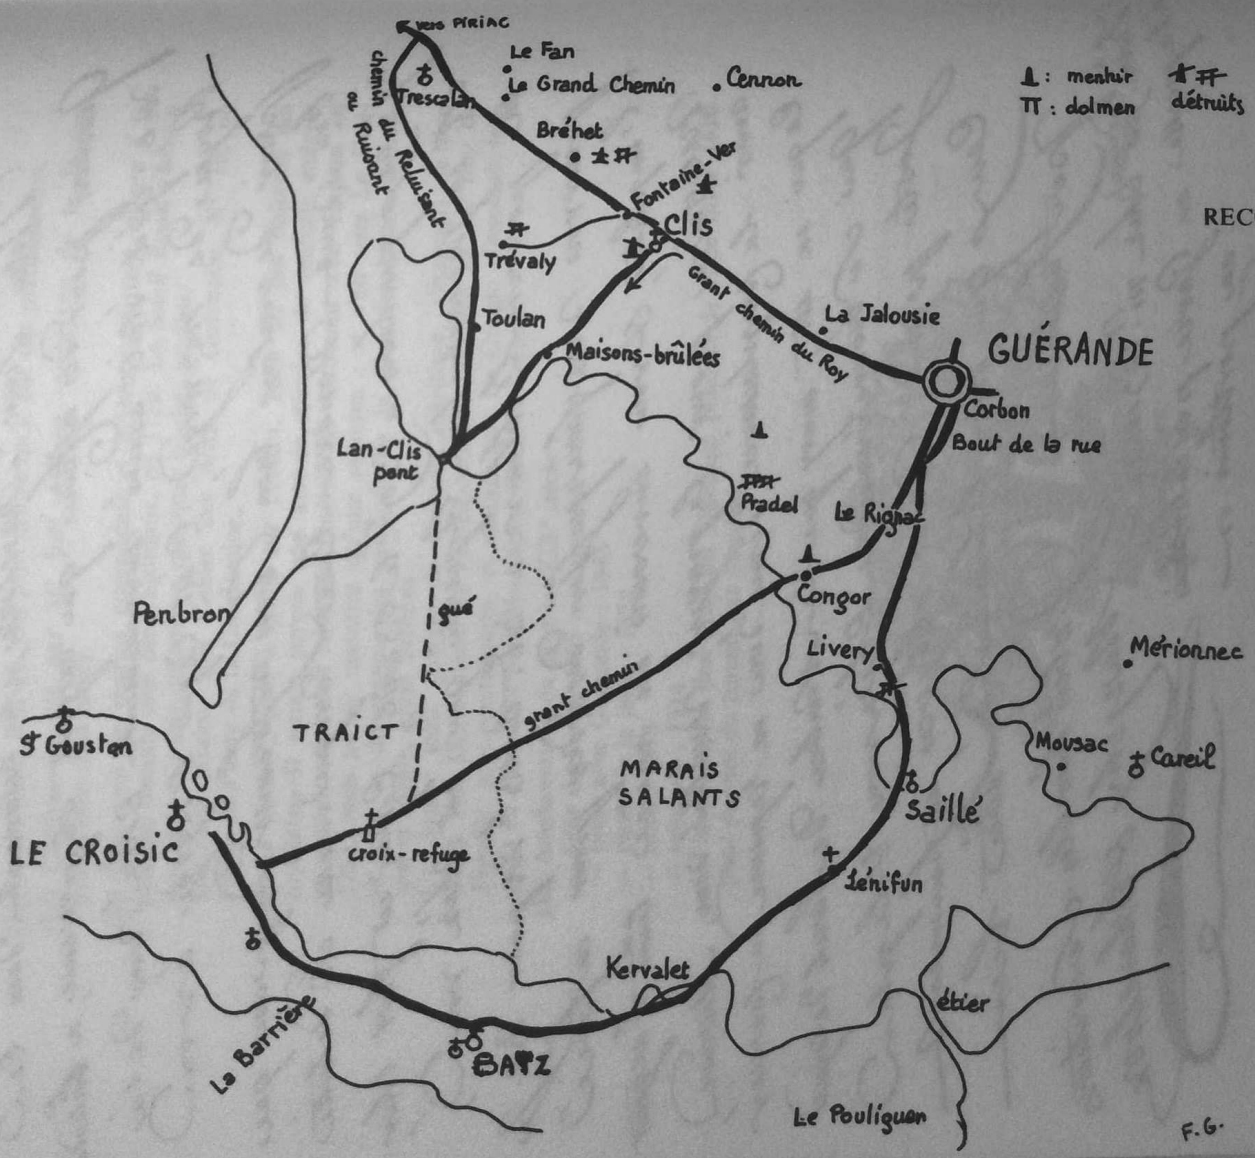 vers PIRIAC
Le Fan
Le Grand Chemin
Cennon
: menhir
: dolmen
détruits
Trescalan
chemin du Reluisant
ou Ruisant
Bréhet
Fontaine-Ver
REC
Clis
Trévaly
Grant chemin du Roy
La Jalousie
Toulan
GUÉRANDE
Maisons-brûlées
Corbon
Bout de la rue
Lan-Clis
pont
Pradel
Le Rignac
Congor
Penbron
gué
Livery
Mérionnec
grant chemin
TRAICT
St Goustan
Mousac
Careil
MARAIS
SALANTS
Saillé
LE CROISIC
croix-refuge
Lénifun
Kervalet
étier
La Barrière
BATZ
Le Pouliguen
F.G.